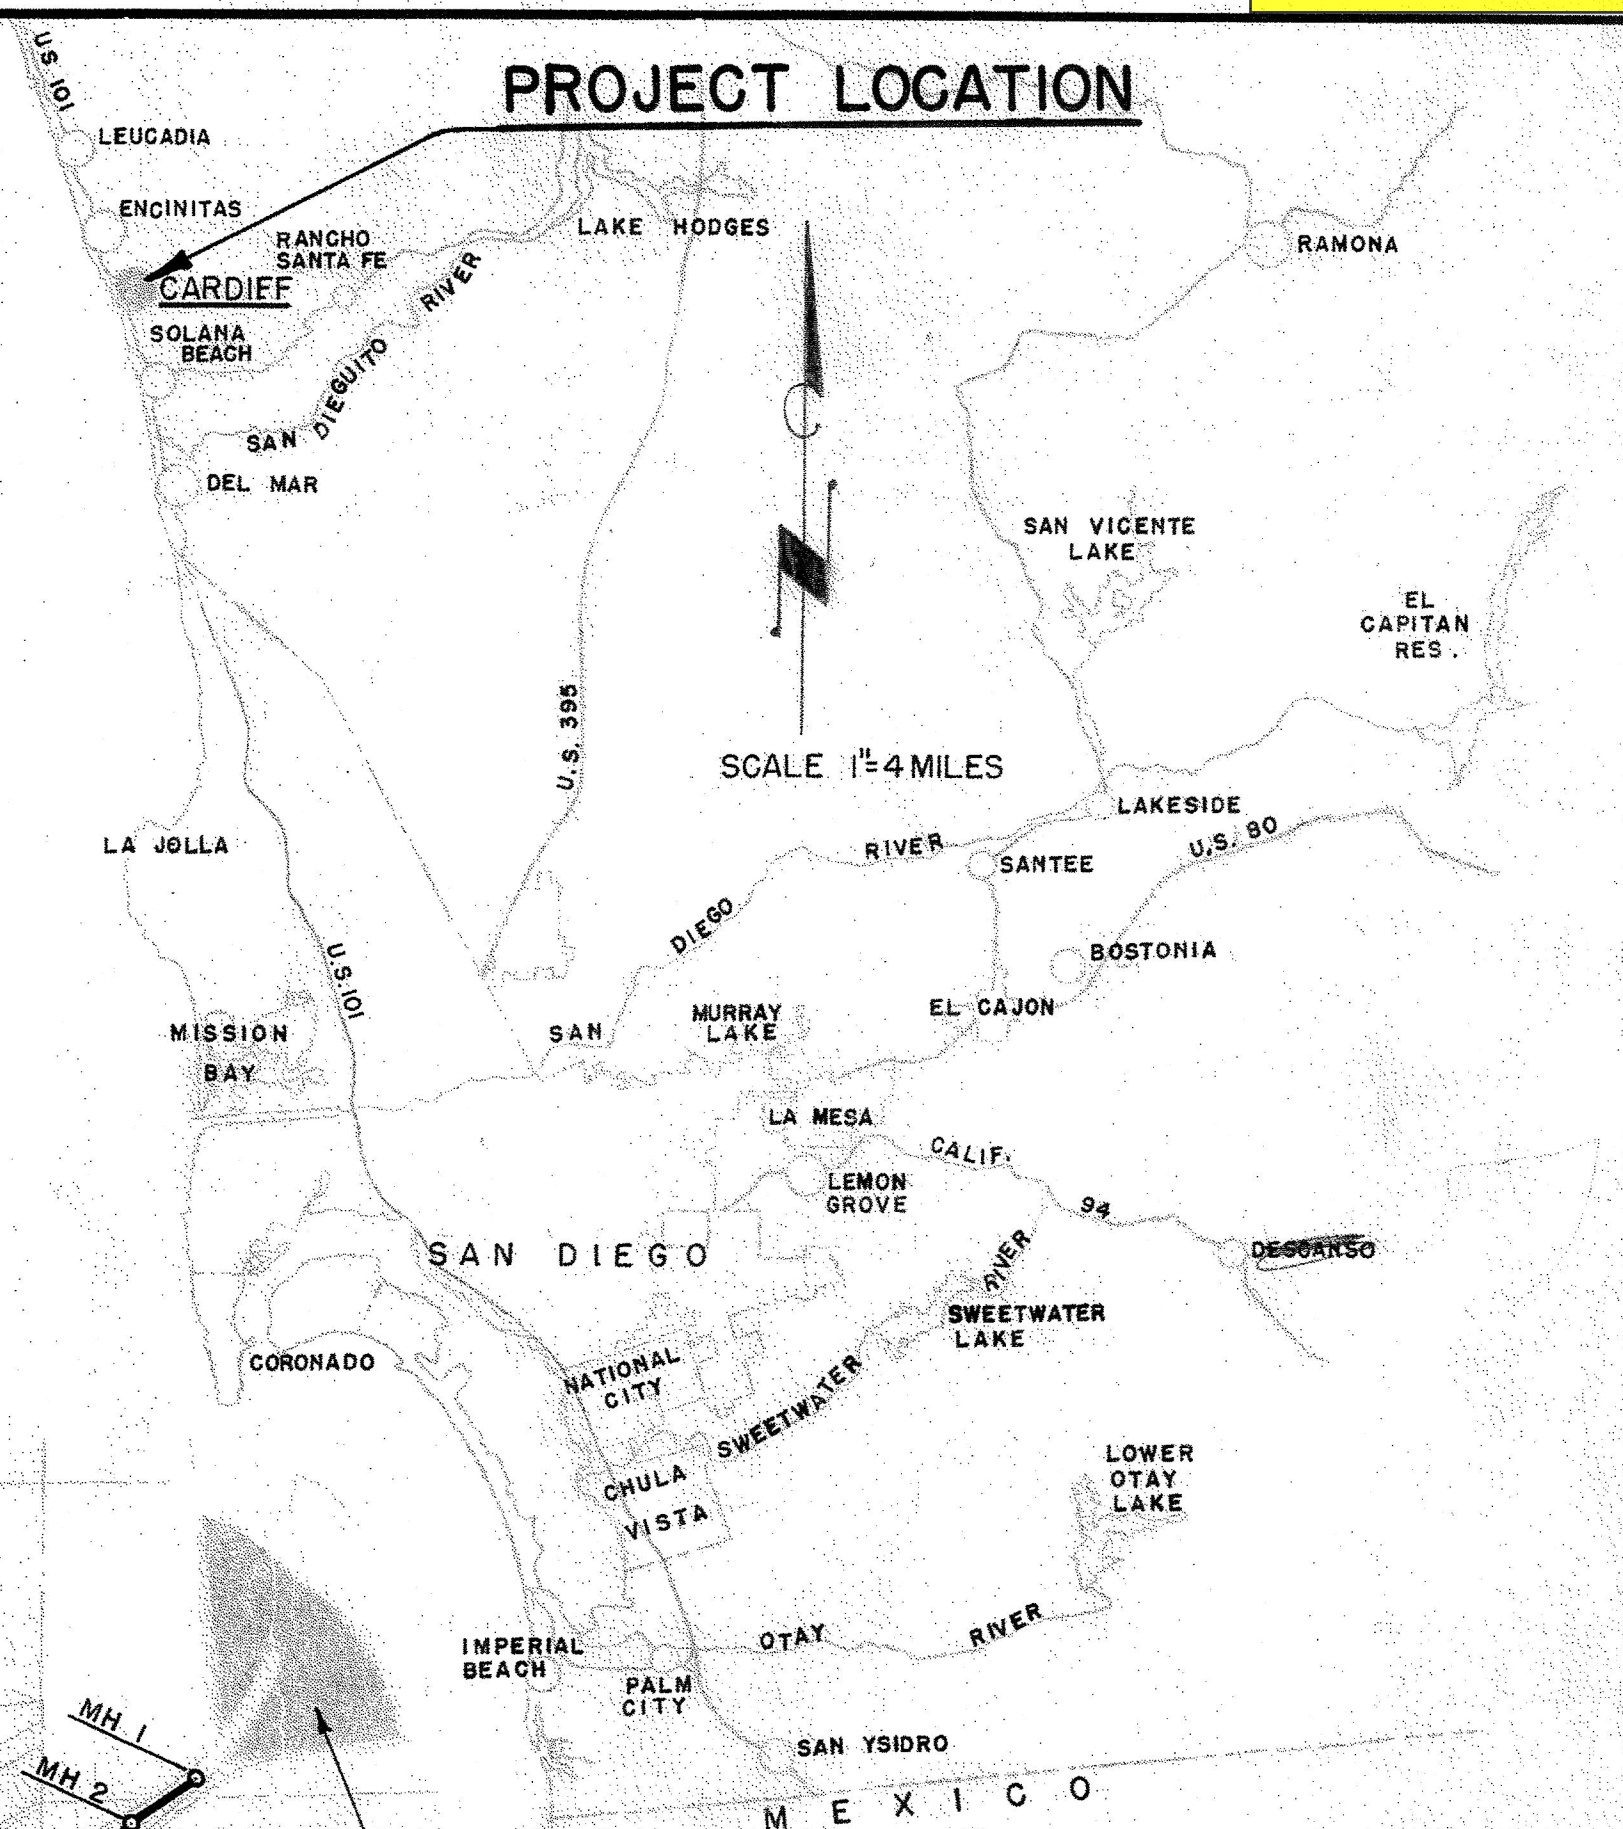 PROJECT LOCATION
US 101
LEUCADIA
ENCINITAS
RANCHO
SANTA FE
CARDIFF
SOLANA
BEACH
SAN DIEGUITO RIVER
DEL MAR
LAKE HODGES
RAMONA
N
SAN VICENTE
LAKE
EL
CAPITAN
RES.
U.S. 395
SCALE 1"=4 MILES
LAKESIDE
U.S. 80
LA JOLLA
SANTEE
SAN DIEGO RIVER
BOSTONIA
U.S. 101
EL CAJON
MURRAY
LAKE
MISSION
BAY
LA MESA
CALIF. 94
LEMON
GROVE
SAN DIEGO
DESCANSO
SWEETWATER RIVER
SWEETWATER
LAKE
CORONADO
NATIONAL
CITY
CHULA
VISTA
LOWER
OTAY
LAKE
OTAY RIVER
IMPERIAL
BEACH
PALM
CITY
MH 1
MH 2
SAN YSIDRO
MEXICO